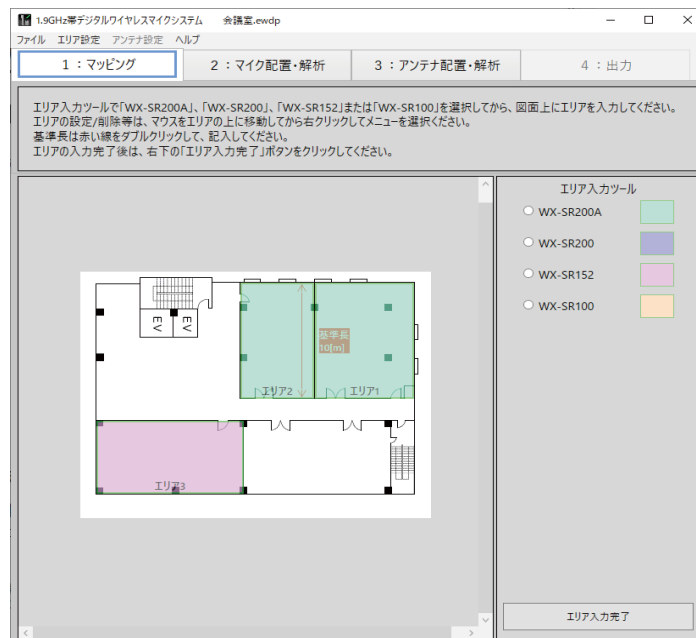 1.9GHz帯デジタルワイヤレスマイクシステム 会議室.ewdp
ファイル エリア設定 アンテナ設定 ヘルプ
1：マッピング 2：マイク配置・解析 3：アンテナ配置・解析 4：出力
エリア入力ツールで「WX-SR200A」、「WX-SR200」、「WX-SR152」または「WX-SR100」を選択してから、図面上にエリアを入力してください。
エリアの設定/削除等は、マウスをエリアの上に移動してから右クリックしてメニューを選択ください。
基準長は赤い線をダブルクリックして、記入してください。
エリアの入力完了後は、右下の「エリア入力完了」ボタンをクリックしてください。
エリア入力ツール
WX-SR200A
WX-SR200
WX-SR152
WX-SR100
EV EV
基準長
10[m]
エリア2 エリア1
エリア3
エリア入力完了